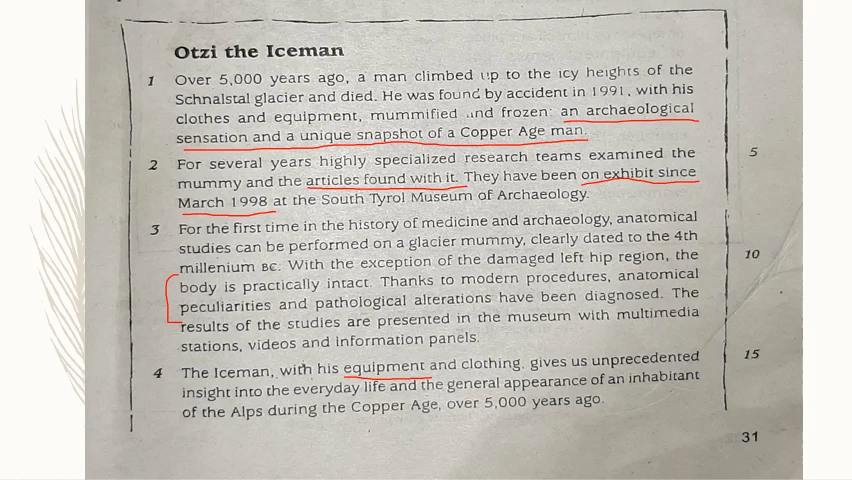 Otzi the Iceman
1 Over 5,000 years ago, a man climbed up to the icy heights of the
Schnalstal glacier and died. He was found by accident in 1991, with his
clothes and equipment, mummified and frozen: an archaeological
sensation and a unique snapshot of a Copper Age man.
2 For several years highly specialized research teams examined the 5
mummy and the articles found with it. They have been on exhibit since
March 1998 at the South Tyrol Museum of Archaeology.
3 For the first time in the history of medicine and archaeology, anatomical
studies can be performed on a glacier mummy, clearly dated to the 4th
millenium BC. With the exception of the damaged left hip region, the 10
body is practically intact. Thanks to modern procedures, anatomical
peculiarities and pathological alterations have been diagnosed. The
results of the studies are presented in the museum with multimedia
stations, videos and information panels.
4 The Iceman, with his equipment and clothing, gives us unprecedented 15
insight into the everyday life and the general appearance of an inhabitant
of the Alps during the Copper Age, over 5,000 years ago.
31